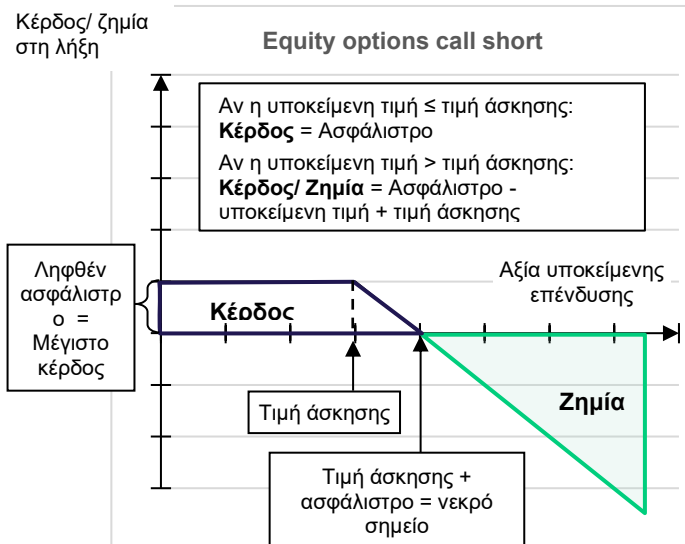 Κέρδος/ ζημία
στη λήξη
Equity options call short
Αν η υποκείμενη τιμή ≤ τιμή άσκησης:
Κέρδος = Ασφάλιστρο
Αν η υποκείμενη τιμή > τιμή άσκησης:
Κέρδος/ Ζημία = Ασφάλιστρο -
υποκείμενη τιμή + τιμή άσκησης
Ληφθέν
ασφάλιστρ
ο =
Μέγιστο
κέρδος
Κέρδος
Αξία υποκείμενης
επένδυσης
Τιμή άσκησης
Ζημία
Τιμή άσκησης +
ασφάλιστρο = νεκρό
σημείο